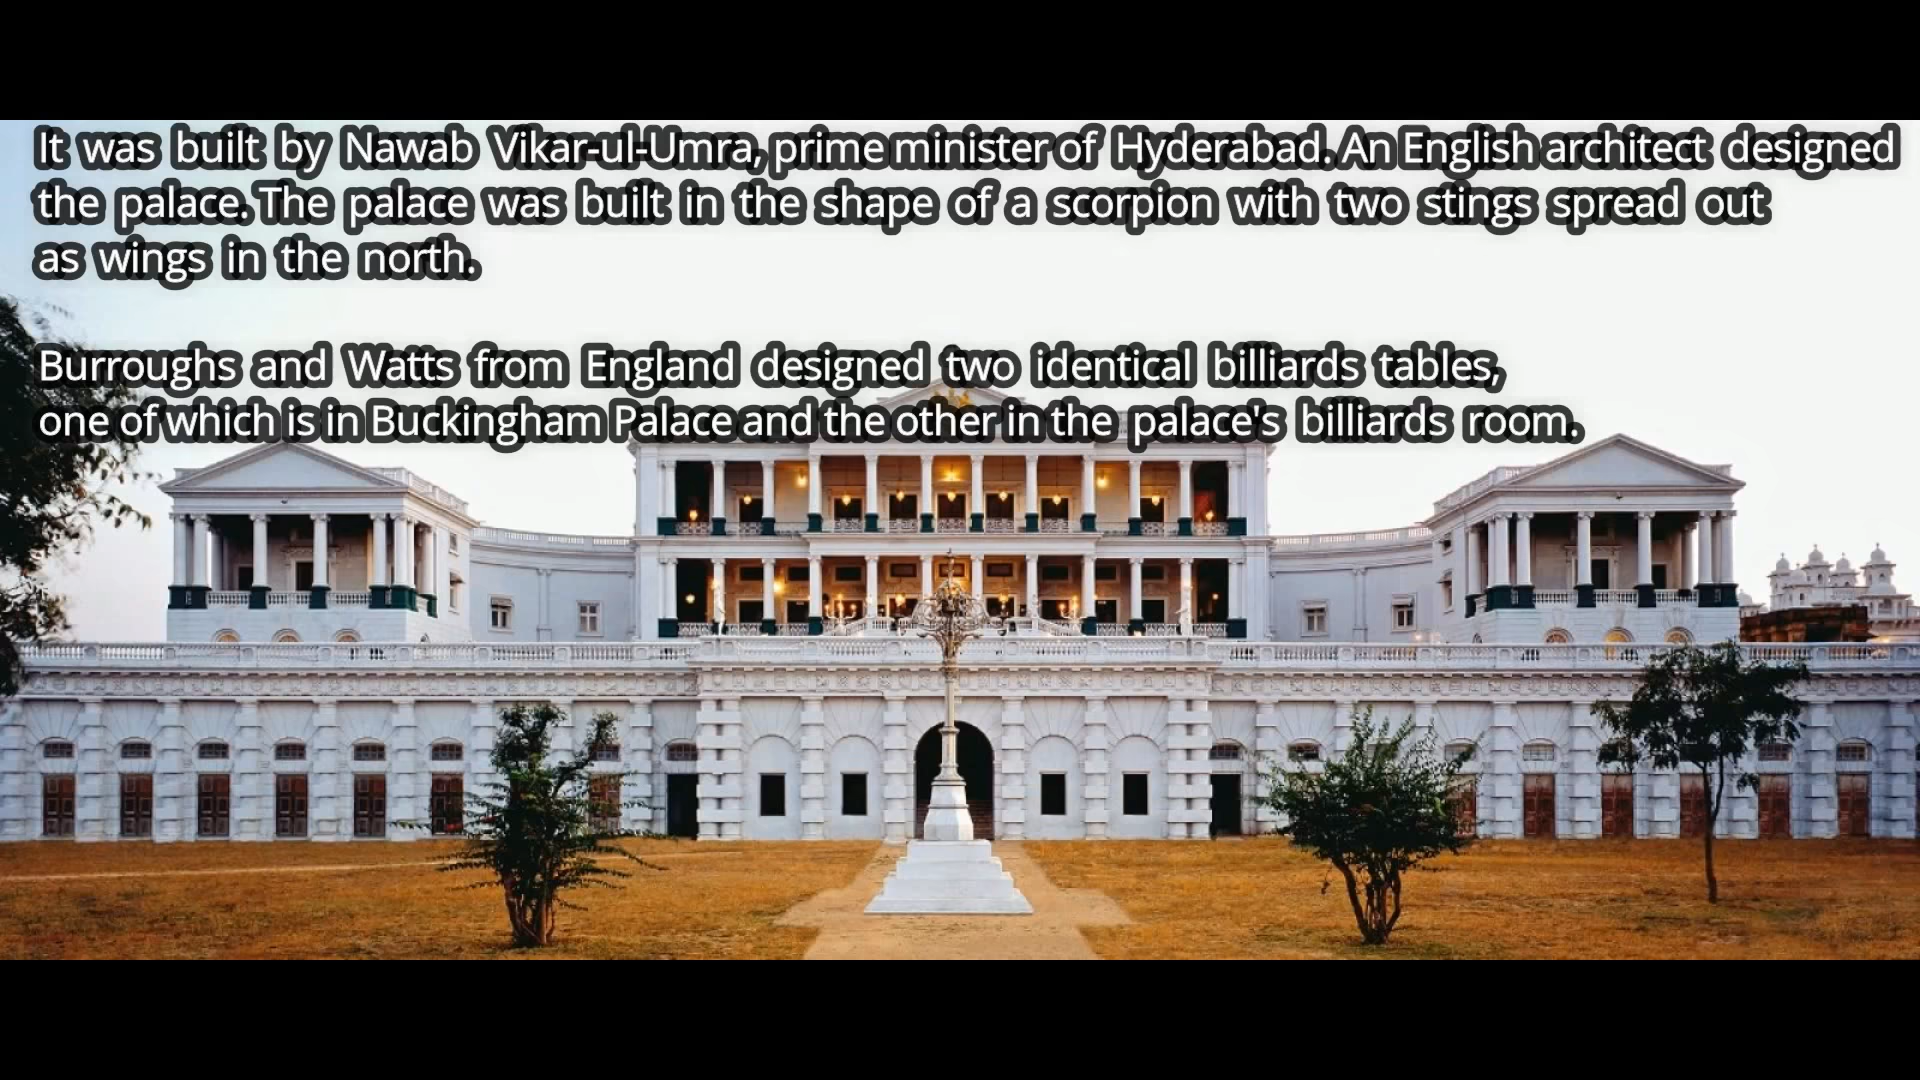 It was built by Nawab Vikar-ul-Umra, prime minister of Hyderabad. An English architect designed
the palace. The palace was built in the shape of a scorpion with two stings spread out
as wings in the north.
Burroughs and Watts from England designed two identical billiards tables,
one of which is in Buckingham Palace and the other in the palace's billiards room.